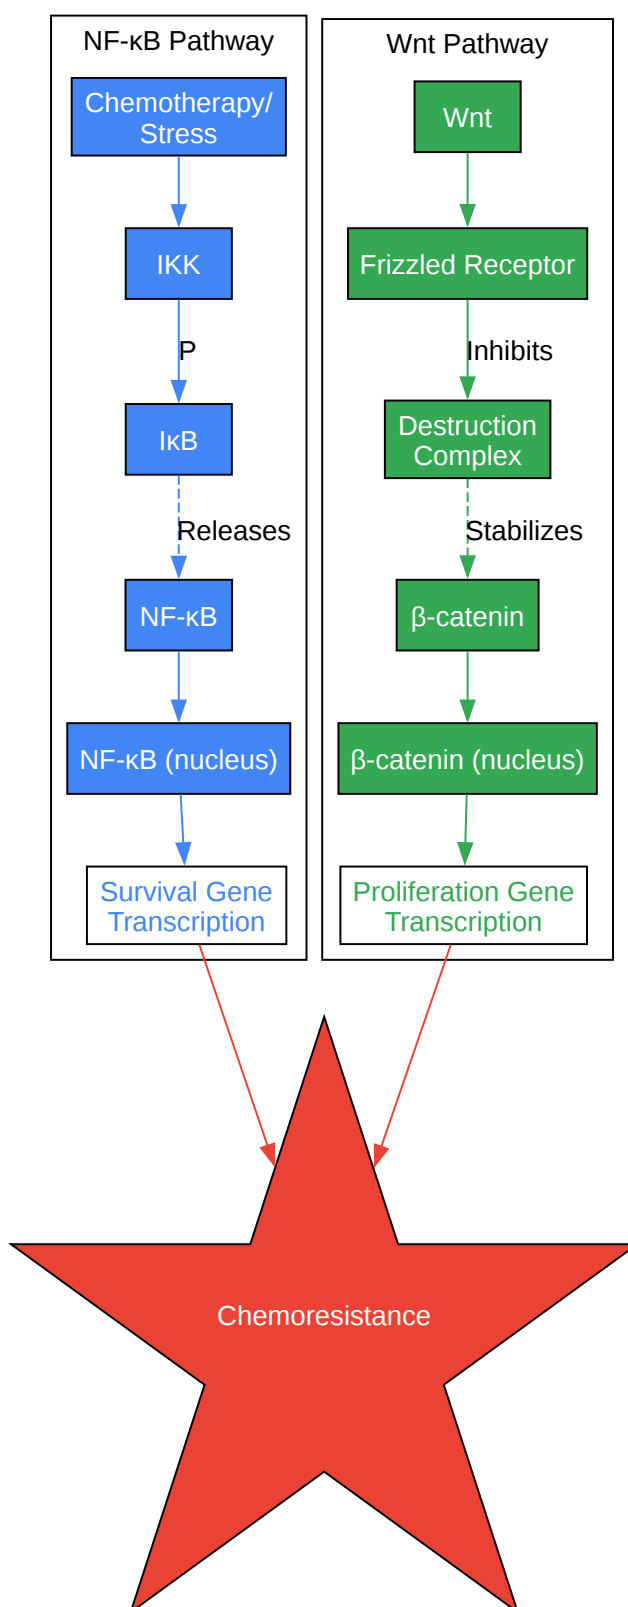 NF-κB Pathway
Chemotherapy/
Stress
IKK
P
IκB
Releases
NF-κB
NF-κB (nucleus)
Survival Gene
Transcription
Wnt Pathway
Wnt
Frizzled Receptor
Inhibits
Destruction
Complex
Stabilizes
β-catenin
β-catenin (nucleus)
Proliferation Gene
Transcription
Chemoresistance